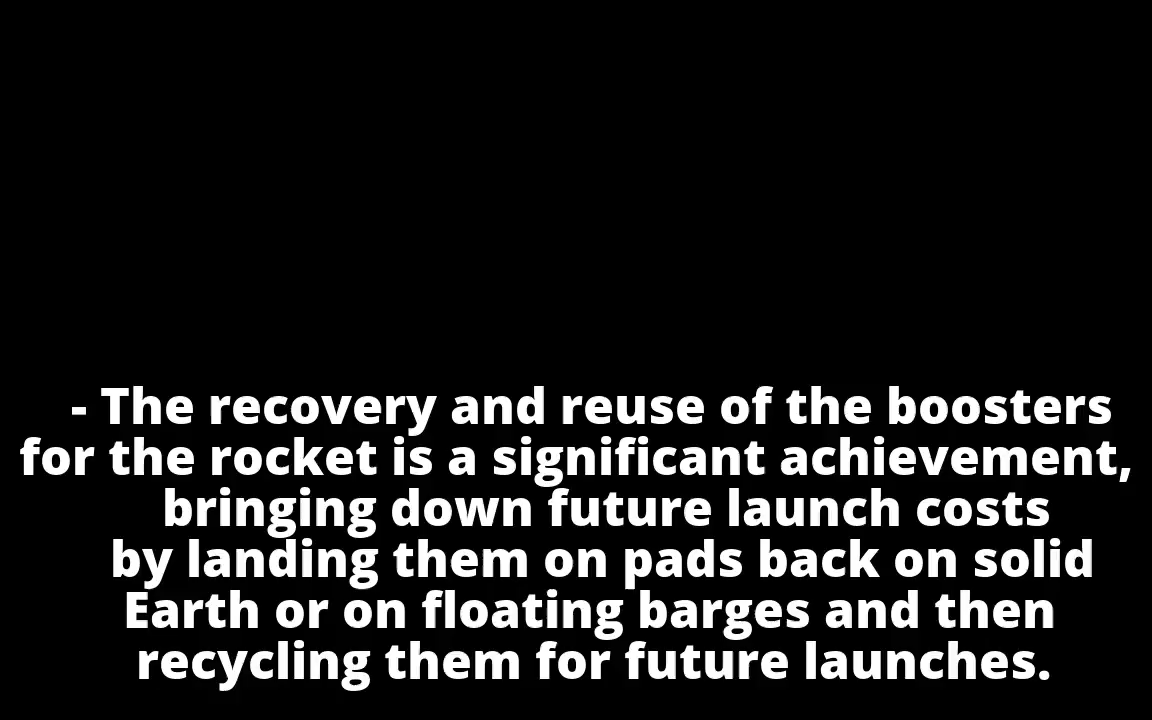 - The recovery and reuse of the boosters
for the rocket is a significant achievement,
bringing down future launch costs
by landing them on pads back on solid
Earth or on floating barges and then
recycling them for future launches.